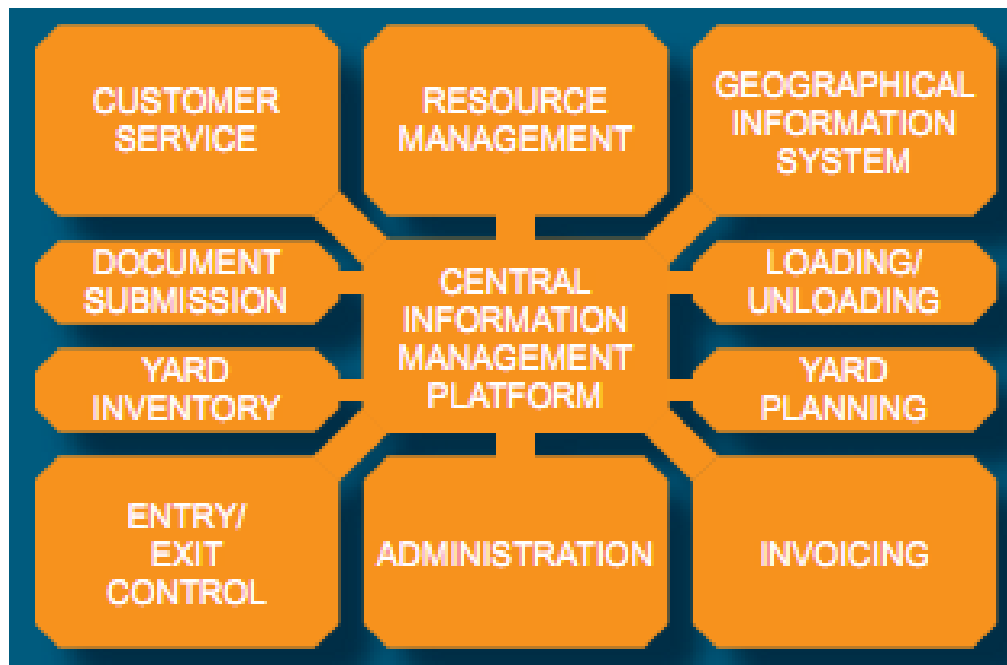 CUSTOMER
SERVICE
RESOURCE
MANAGEMENT
GEOGRAPHICAL
INFORMATION
SYSTEM
DOCUMENT
SUBMISSION
CENTRAL
INFORMATION
MANAGEMENT
PLATFORM
LOADING/
UNLOADING
YARD
INVENTORY
YARD
PLANNING
ENTRY/
EXIT
CONTROL
ADMINISTRATION
INVOICING